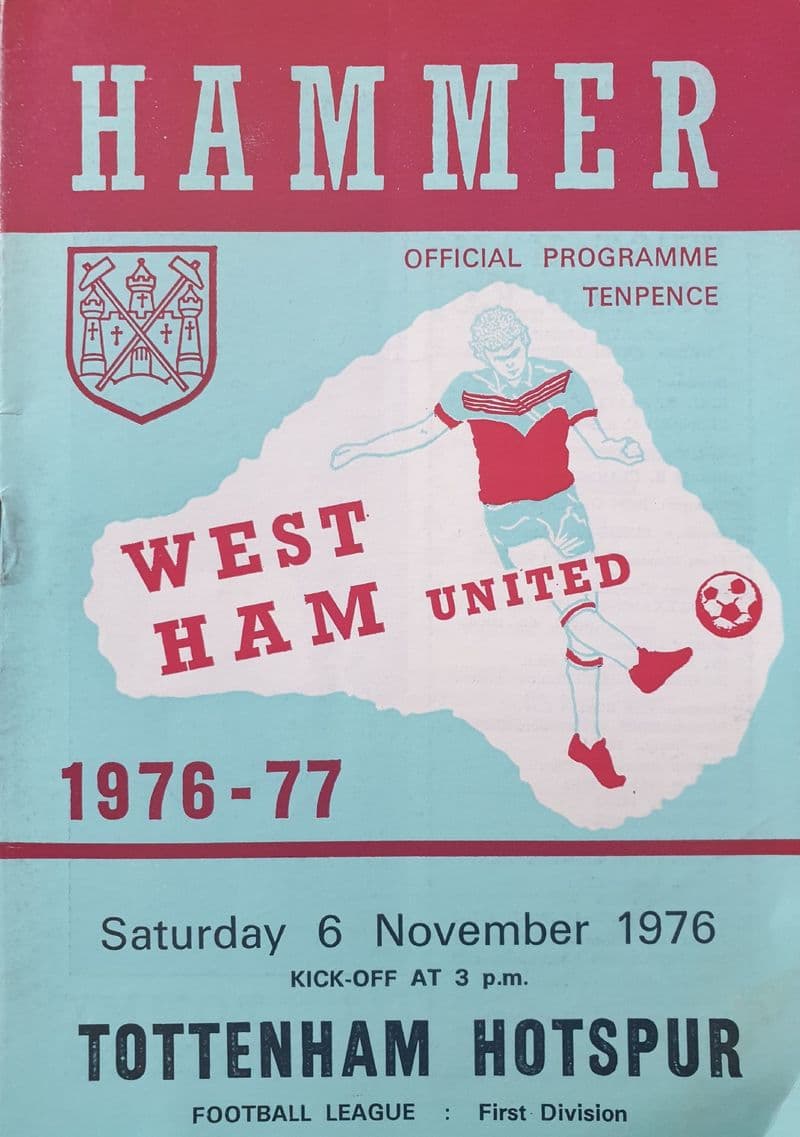 HAMMER
OFFICIAL PROGRAMME
TENPENCE
WEST
HAM UNITED
1976-77
Saturday 6 November 1976
KICK-OFF AT 3 p.m.
TOTTENHAM HOTSPUR
FOOTBALL LEAGUE : First Division